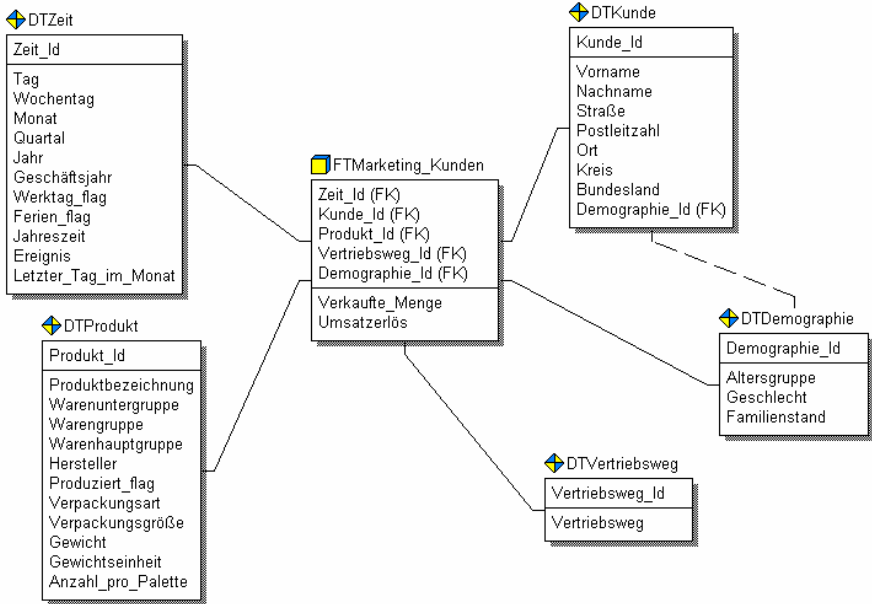 DTZeit
Zeit_Id
Tag
Wochentag
Monat
Quartal
Jahr
Geschäftsjahr
Werktag_flag
Ferien_flag
Jahreszeit
Ereignis
Letzter_Tag_im_Monat
DTKunde
Kunde_Id
Vorname
Nachname
Straße
Postleitzahl
Ort
Kreis
Bundesland
Demographie_Id (FK)
FTMarketing_Kunden
Zeit_Id (FK)
Kunde_Id (FK)
Produkt_Id (FK)
Vertriebsweg_Id (FK)
Demographie_Id (FK)
Verkaufte_Menge
Umsatzerlös
DTProdukt
Produkt_Id
Produktbezeichnung
Warenuntergruppe
Warengruppe
Warenhauptgruppe
Hersteller
Produziert_flag
Verpackungsart
Verpackungsgröße
Gewicht
Gewichtseinheit
Anzahl_pro_Palette
DTDemographie
Demographie_Id
Altersgruppe
Geschlecht
Familienstand
DTVertriebsweg
Vertriebsweg_Id
Vertriebsweg